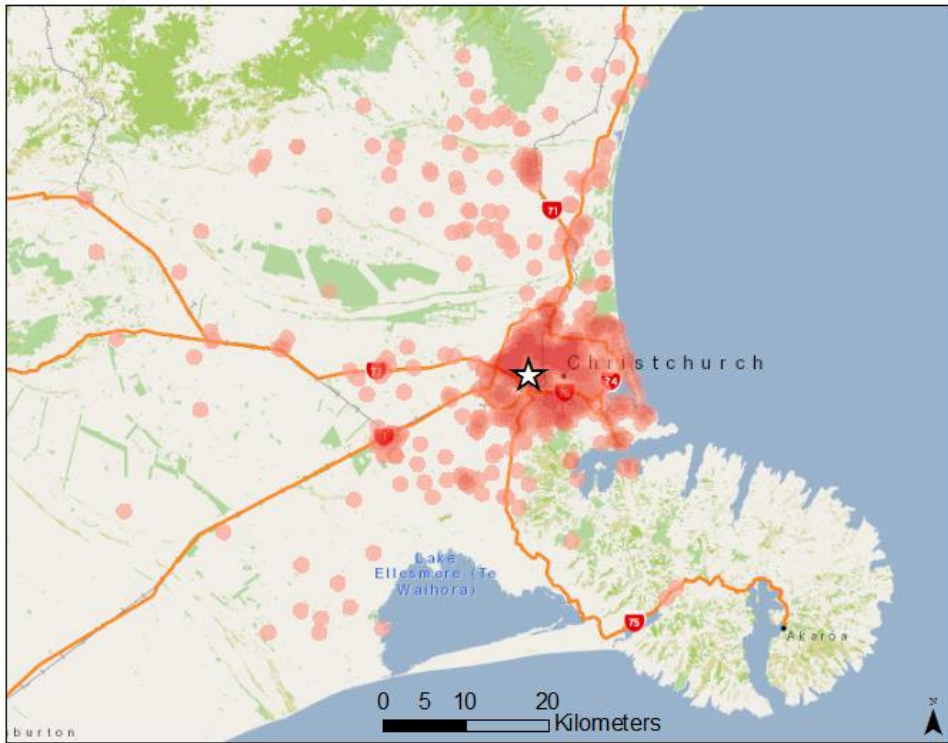 71
Christchurch
73
74
76
1
Lake
Ellesmere (Te
Waihora)
75
Akaroa
0 5 10 20
Kilometers
N
burton